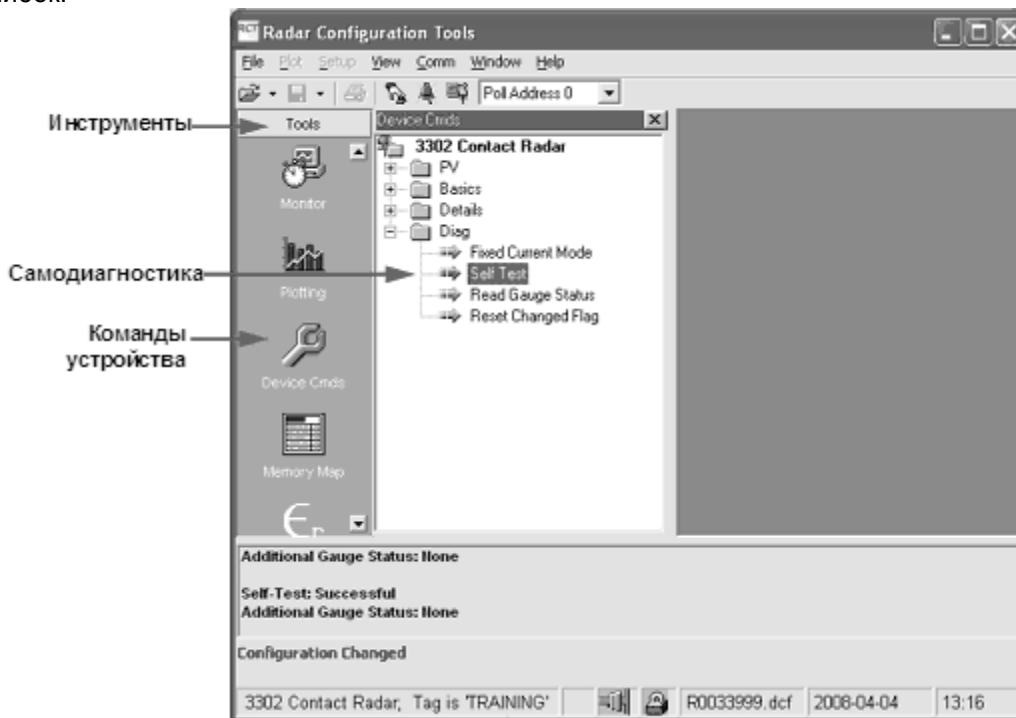 Radar Configuration Tools
File Plot Setup View Comm Window Help
Poll Address 0
Инструменты
Tools
Device Cmds
3302 Contact Radar
PV
Basics
Details
Diag
Fixed Current Mode
Self Test
Read Gauge Status
Reset Changed Flag
Monitor
Самодиагностика
Plotting
Команды
устройства
Device Cmds
Memory Map
Er
Additional Gauge Status: None
Self-Test: Successful
Additional Gauge Status: None
Configuration Changed
3302 Contact Radar, Tag is 'TRAINING' R0033999.dcf 2008-04-04 13:16